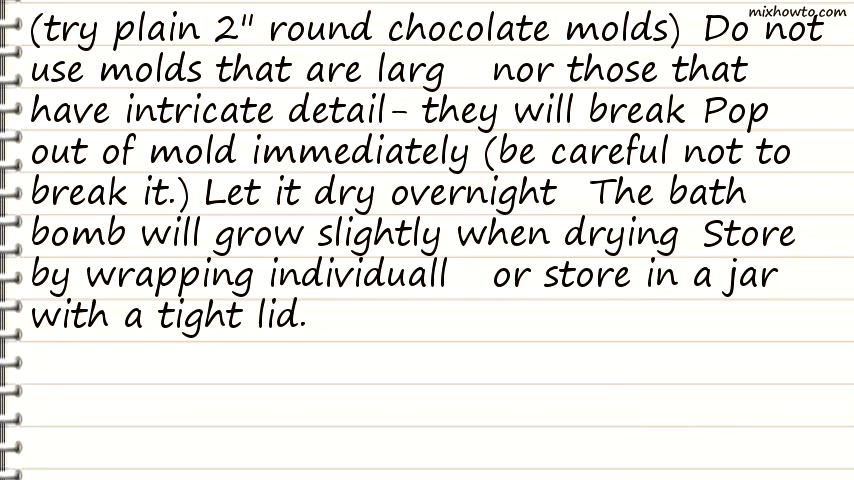 mixhowto.com
(try plain 2" round chocolate molds) Do not
use molds that are larg nor those that
have intricate detail- they will break Pop
out of mold immediately (be careful not to
break it.) Let it dry overnight The bath
bomb will grow slightly when drying Store
by wrapping individuall or store in a jar
with a tight lid.